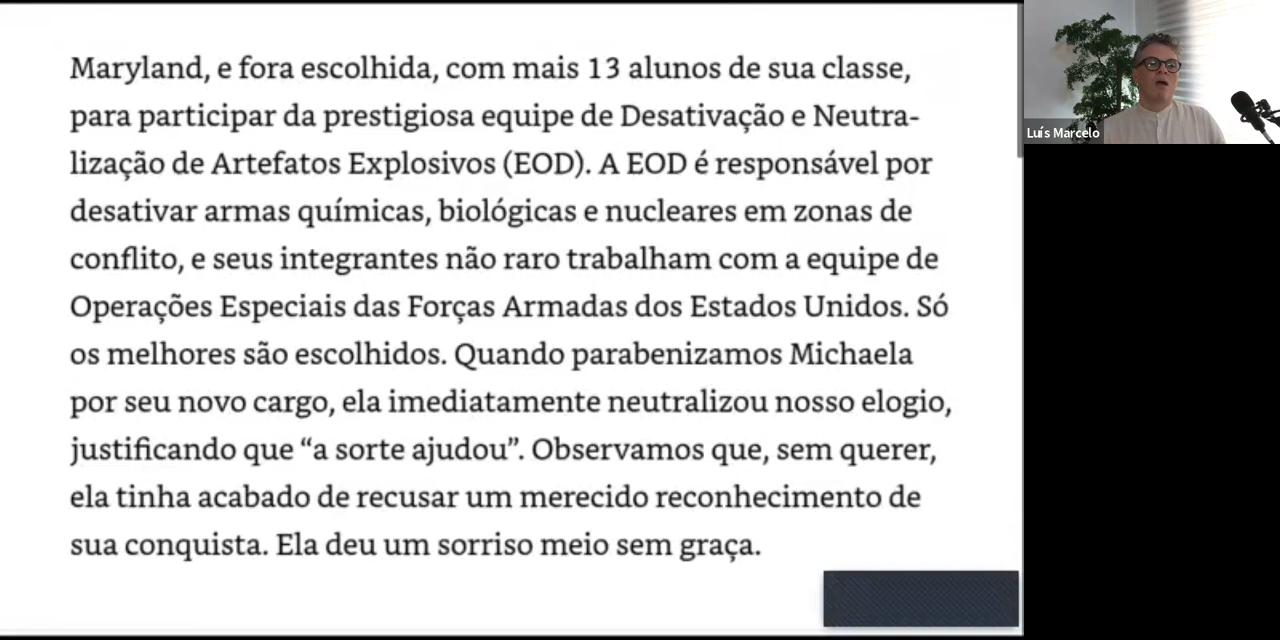 Maryland, e fora escolhida, com mais 13 alunos de sua classe,
para participar da prestigiosa equipe de Desativação e Neutra-
lização de Artefatos Explosivos (EOD). A EOD é responsável por
desativar armas químicas, biológicas e nucleares em zonas de
conflito, e seus integrantes não raro trabalham com a equipe de
Operações Especiais das Forças Armadas dos Estados Unidos. Só
os melhores são escolhidos. Quando parabenizamos Michaela
por seu novo cargo, ela imediatamente neutralizou nosso elogio,
justificando que “a sorte ajudou”. Observamos que, sem querer,
ela tinha acabado de recusar um merecido reconhecimento de
sua conquista. Ela deu um sorriso meio sem graça.
Luís Marcelo